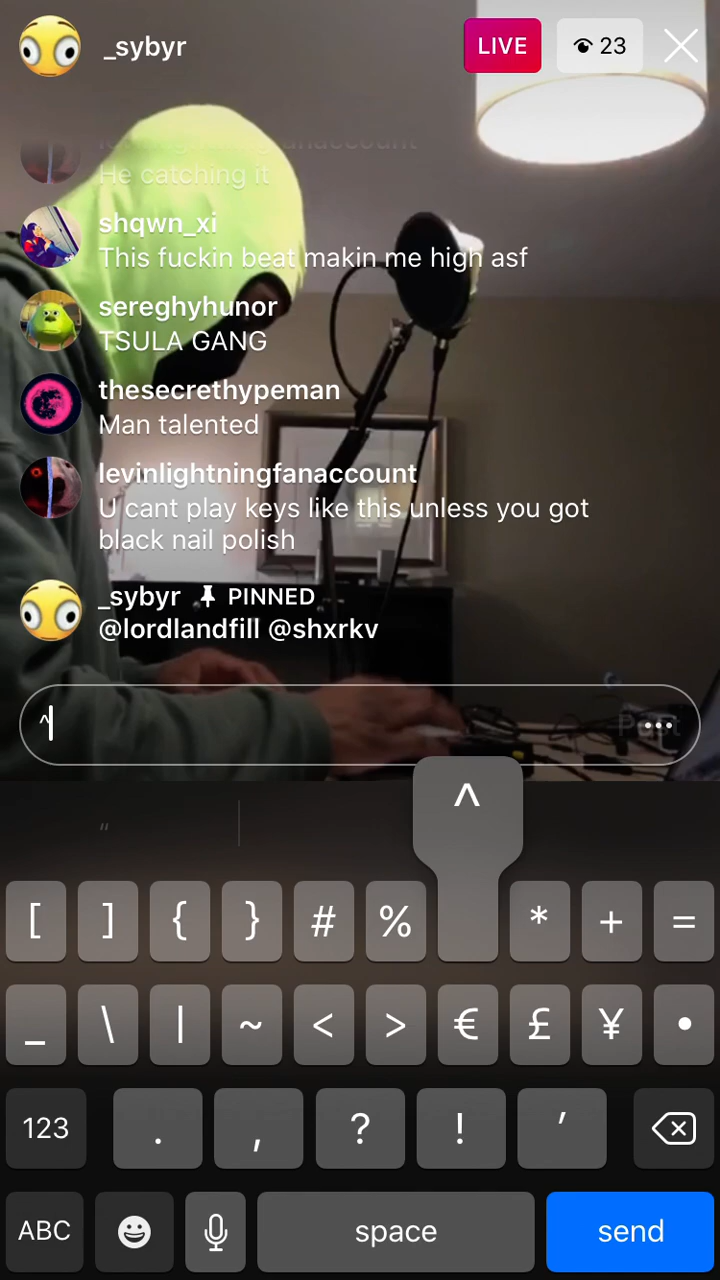 _sybyr
LIVE
23
He catching it
shqwn_xi
This fuckin beat makin me high asf
sereghyhunor
TSULA GANG
thesecrethypeman
Man talented
levinlightningfanaccount
U cant play keys like this unless you got
black nail polish
_sybyr PINNED
@lordlandfill @shxrkv
^
Post
"
^
[ ] { } # % * + =
_ \ | ~ < > € £ ¥ •
123 . , ? ! ′
ABC space send